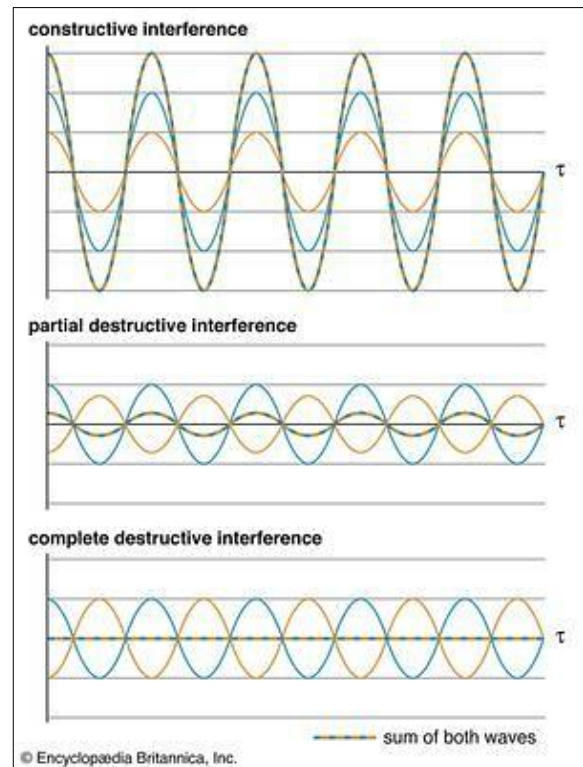 constructive interference
τ
partial destructive interference
τ
complete destructive interference
τ
sum of both waves
© Encyclopædia Britannica, Inc.